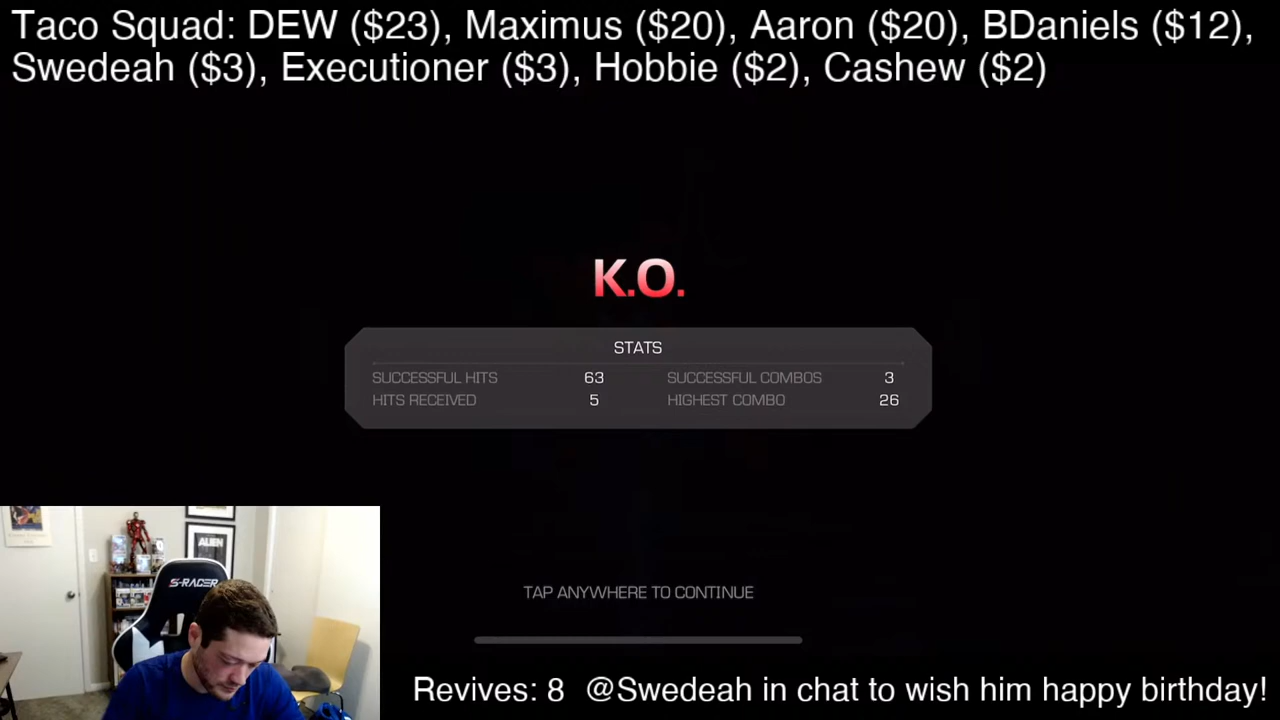 Taco Squad: DEW ($23), Maximus ($20), Aaron ($20), BDaniels ($12),
Swedeah ($3), Executioner ($3), Hobbie ($2), Cashew ($2)
K.O.
STATS
SUCCESSFUL HITS 63 SUCCESSFUL COMBOS 3
HITS RECEIVED 5 HIGHEST COMBO 26
ALIEN
S-RACER
TAP ANYWHERE TO CONTINUE
Revives: 8 @Swedeah in chat to wish him happy birthday!